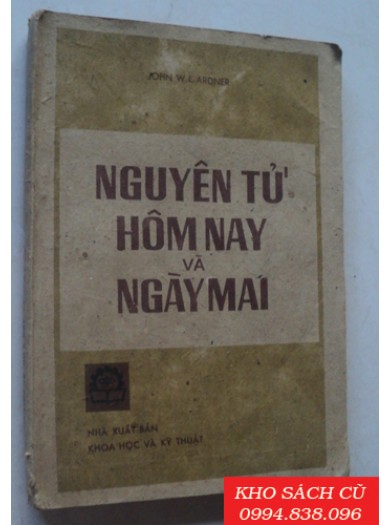 JOHN W. GARDNER
NGUYÊN TỬ
HÔM NAY
VÀ
NGÀY MAI
NHÀ XUẤT BẢN
KHOA HỌC VÀ KỸ THUẬT
KHO SÁCH CŨ
0994.838.096